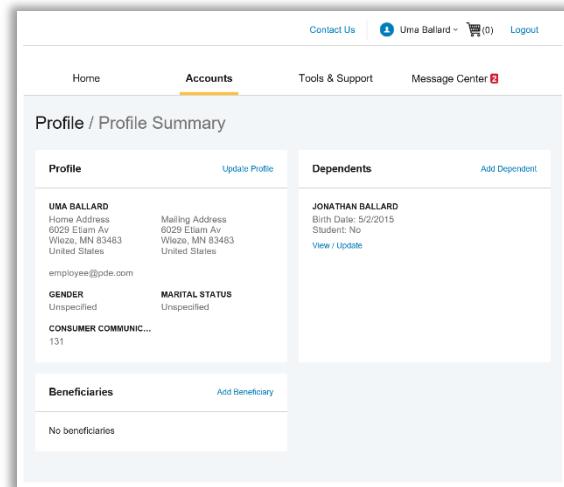 Contact Us Uma Ballard (0) Logout
Home Accounts Tools & Support Message Center 2
Profile / Profile Summary
Profile Update Profile
UMA BALLARD
Home Address Mailing Address
6029 Etiam Av 6029 Etiam Av
Wieze, MN 83483 Wieze, MN 83483
United States United States
employee@pde.com
GENDER MARITAL STATUS
Unspecified Unspecified
CONSUMER COMMUNIC...
131
Dependents Add Dependent
JONATHAN BALLARD
Birth Date: 5/2/2015
Student: No
View / Update
Beneficiaries Add Beneficiary
No beneficiaries